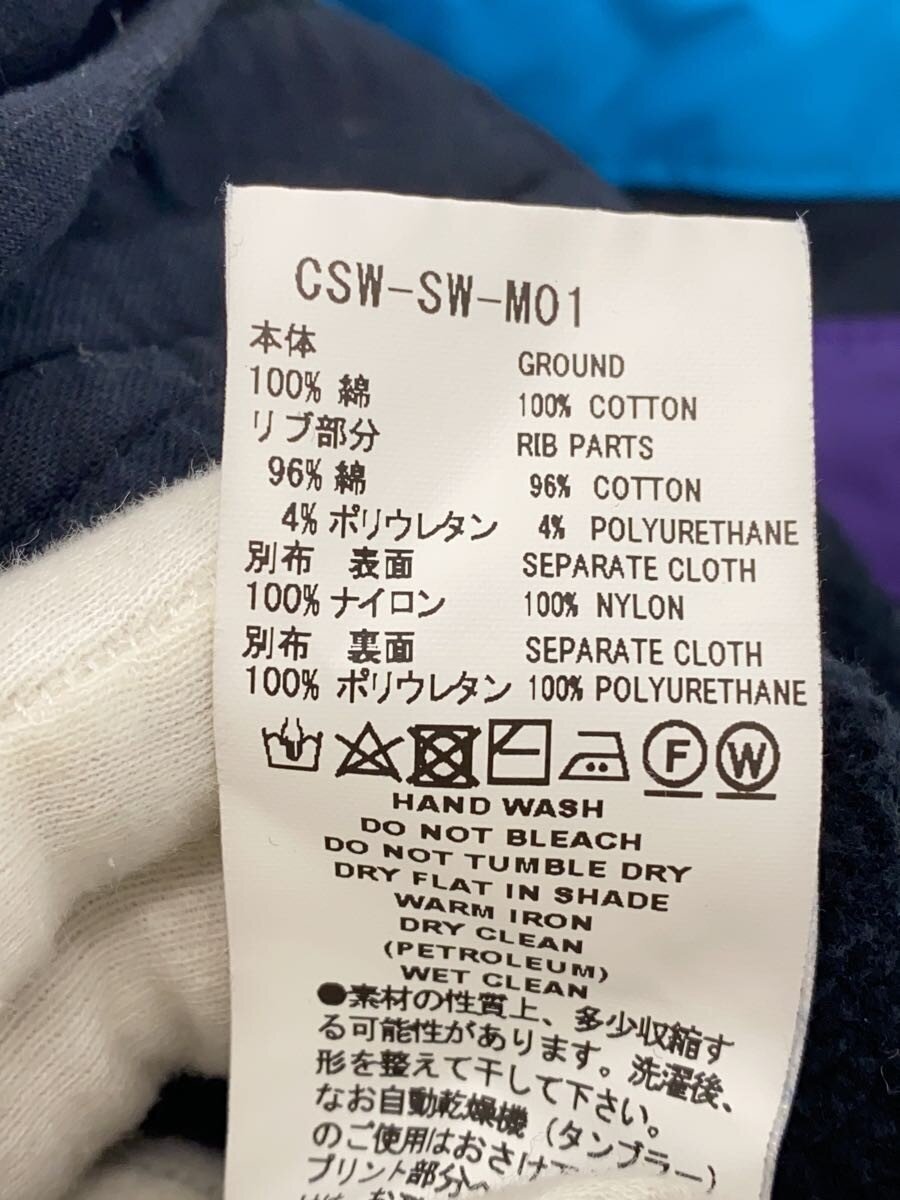 CSW-SW-M01
本体 GROUND
100% 綿 100% COTTON
リブ部分 RIB PARTS
96% 綿 96% COTTON
4% ポリウレタン 4% POLYURETHANE
別布 表面 SEPARATE CLOTH
100% ナイロン 100% NYLON
別布 裏面 SEPARATE CLOTH
100% ポリウレタン 100% POLYURETHANE
F W
HAND WASH
DO NOT BLEACH
DO NOT TUMBLE DRY
DRY FLAT IN SHADE
WARM IRON
DRY CLEAN
(PETROLEUM)
WET CLEAN
●素材の性質上、多少収縮す
る可能性があります。洗濯後、
形を整えて干して下さい。
なお自動乾燥機（タンブラー）
のご使用はおさけ
プリント部分